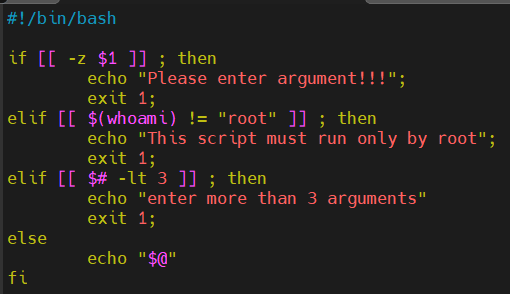 #!/bin/bash

if [[ -z $1 ]] ; then
        echo "Please enter argument!!!";
        exit 1;
elif [[ $(whoami) != "root" ]] ; then
        echo "This script must run only by root";
        exit 1;
elif [[ $# -lt 3 ]] ; then
        echo "enter more than 3 arguments"
        exit 1;
else
        echo "$@"
fi